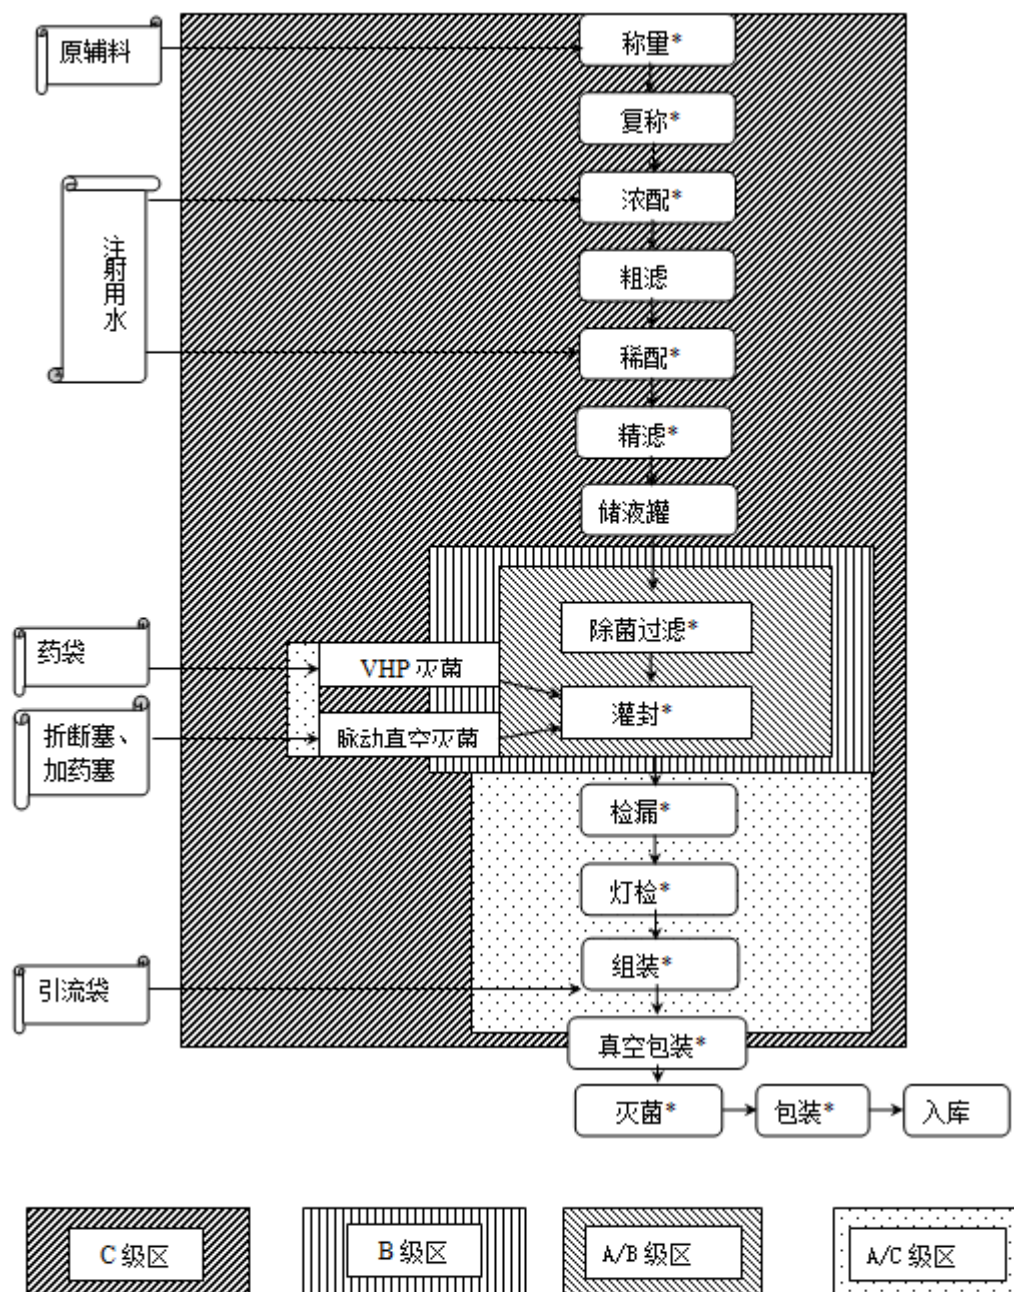 原辅料
称量*
复称*
注射用水
浓配*
粗滤
稀配*
精滤*
储液罐
除菌过滤*
药袋
VHP 灭菌
灌封*
折断塞、
加药塞
脉动真空灭菌
检漏*
灯检*
组装*
引流袋
真空包装*
灭菌*
包装*
入库
C 级区
B 级区
A/B 级区
A/C 级区